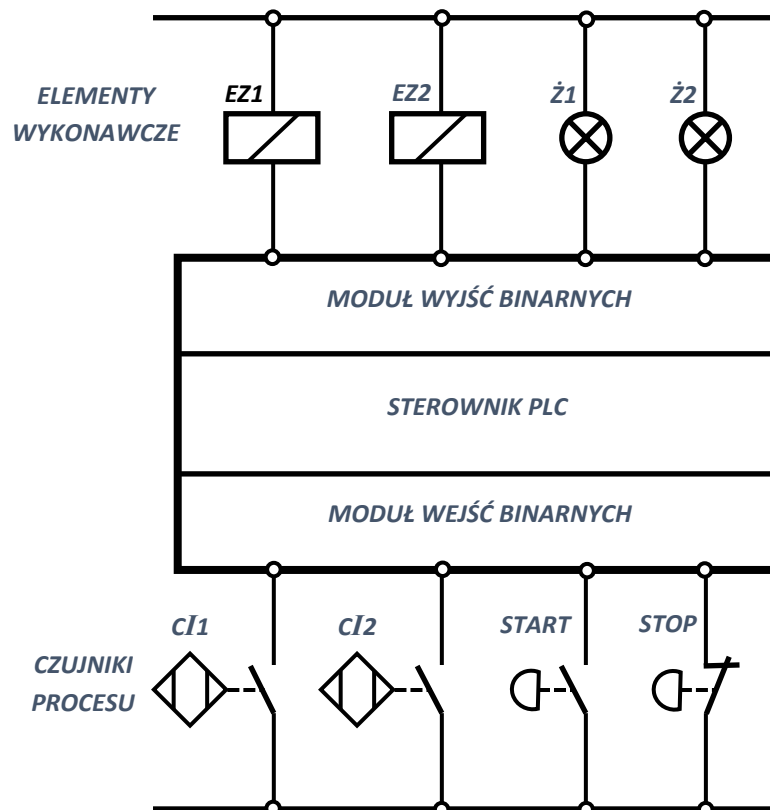 ELEMENTY
WYKONAWCZE
EZ1
EZ2
Ż1
Ż2
MODUŁ WYJŚĆ BINARNYCH
STEROWNIK PLC
MODUŁ WEJŚĆ BINARNYCH
CI1
CI2
START
STOP
CZUJNIKI
PROCESU